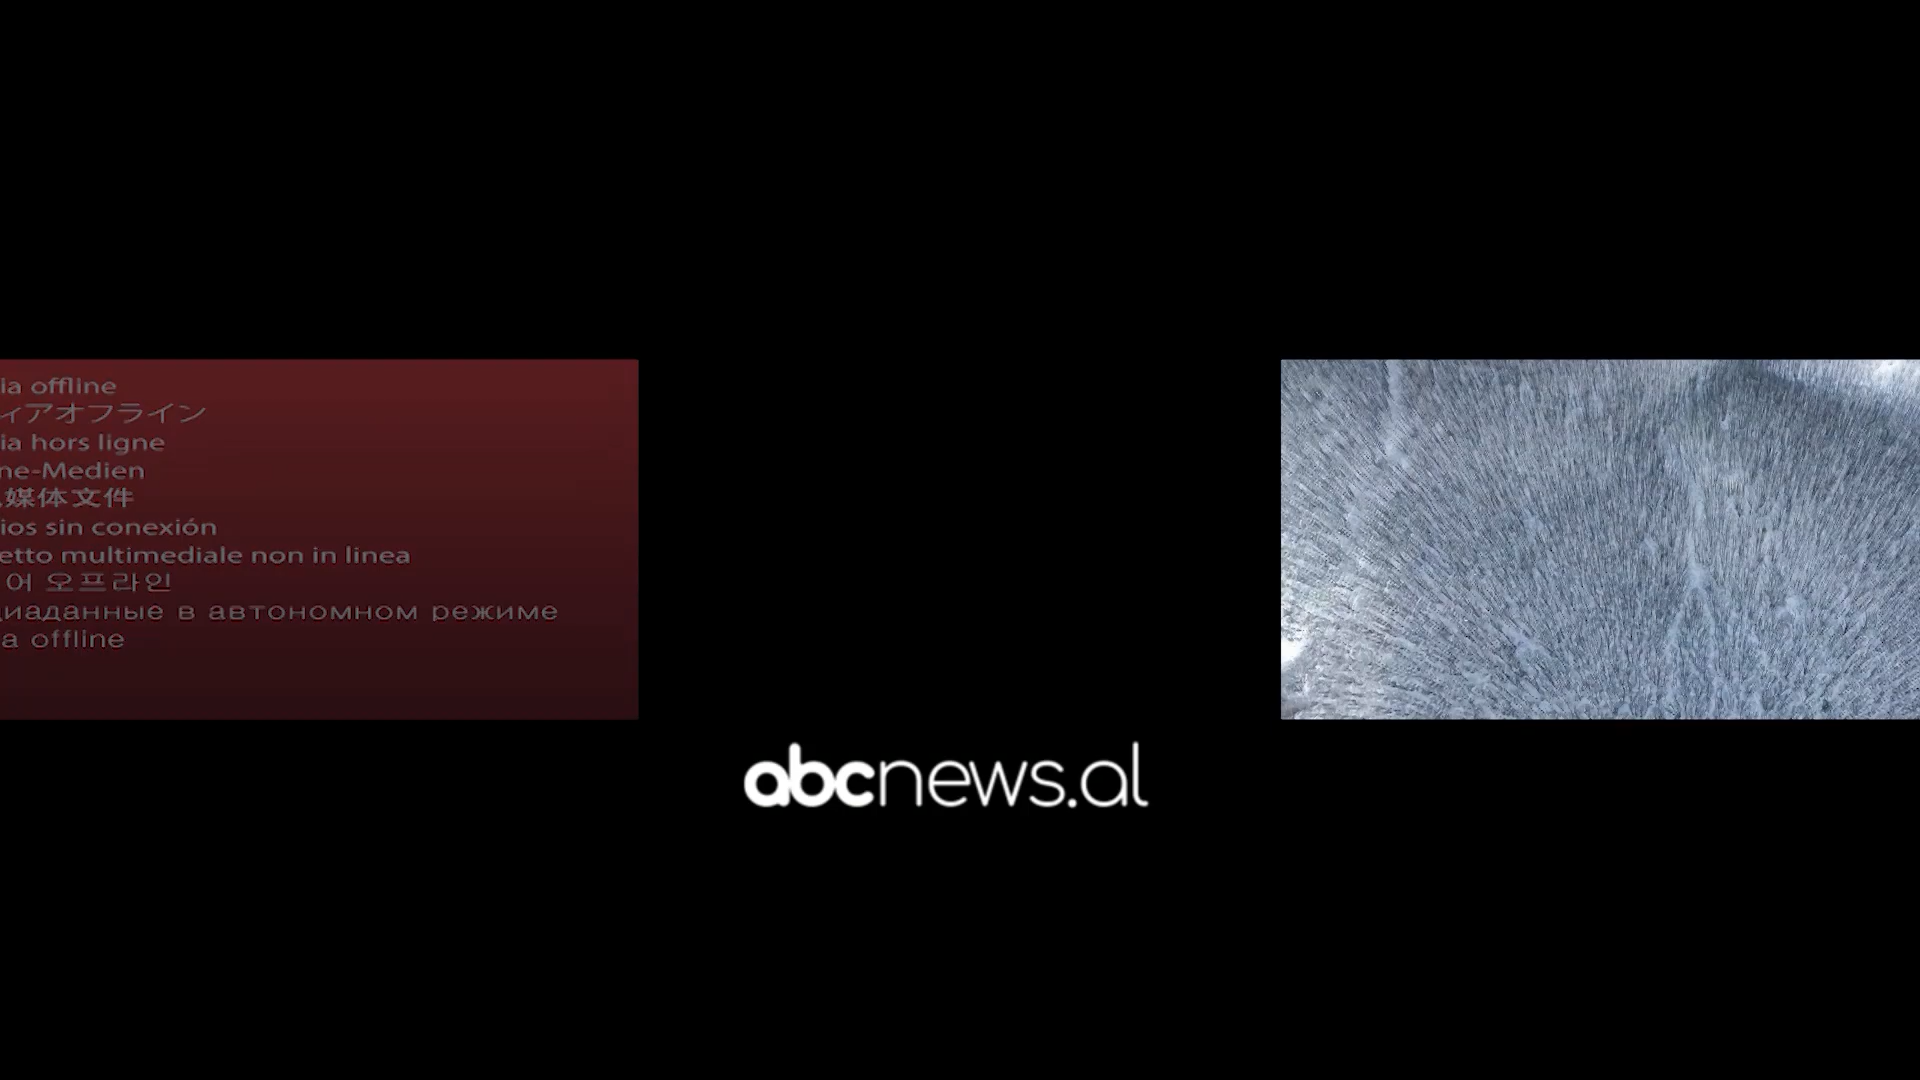 ia offline
ィアオフライン
ia hors ligne
ne-Medien
媒体文件
ios sin conexión
etto multimediale non in linea
어 오프라인
диаданные в автономном режиме
a offline
abcnews.al